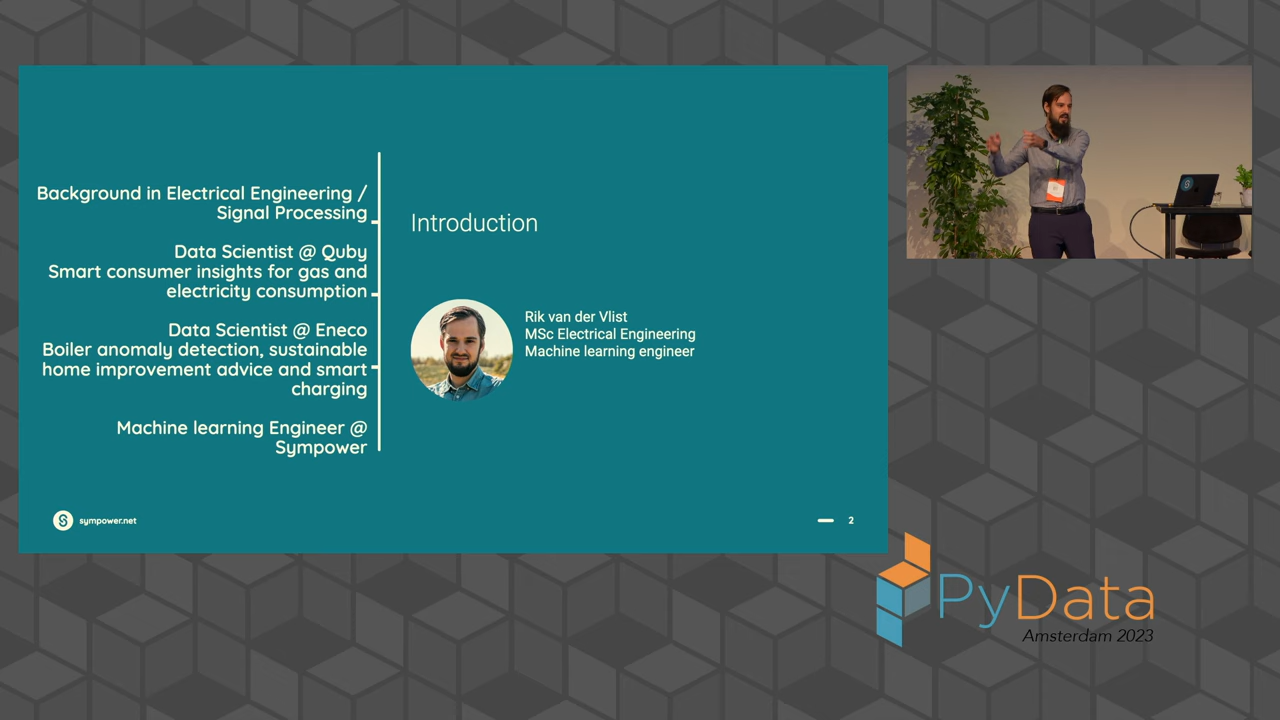 Background in Electrical Engineering /
Signal Processing
Data Scientist @ Quby
Smart consumer insights for gas and
electricity consumption
Data Scientist @ Eneco
Boiler anomaly detection, sustainable
home improvement advice and smart
charging
Machine learning Engineer @
Sympower
Introduction
Rik van der Vlist
MSc Electrical Engineering
Machine learning engineer
sympower.net
2
PyData
Amsterdam 2023